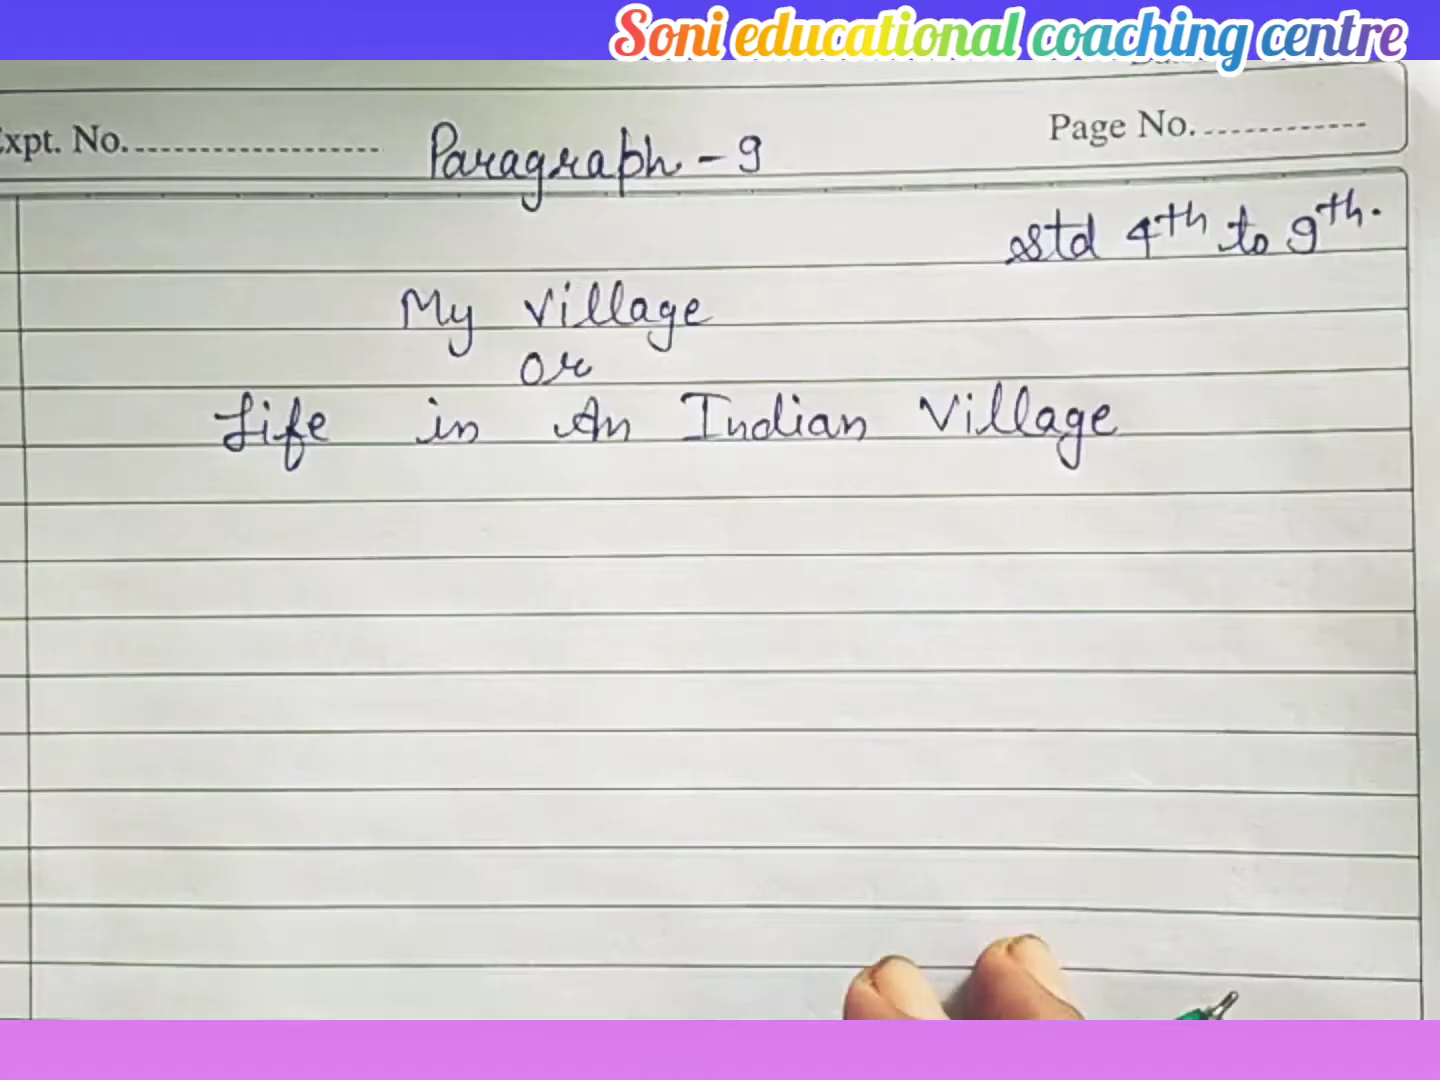 Soni educational coaching centre
Expt. No. ...................
Page No. .............
Paragraph - 9
std 4th to 9th.
My Village
Or
Life in An Indian Village